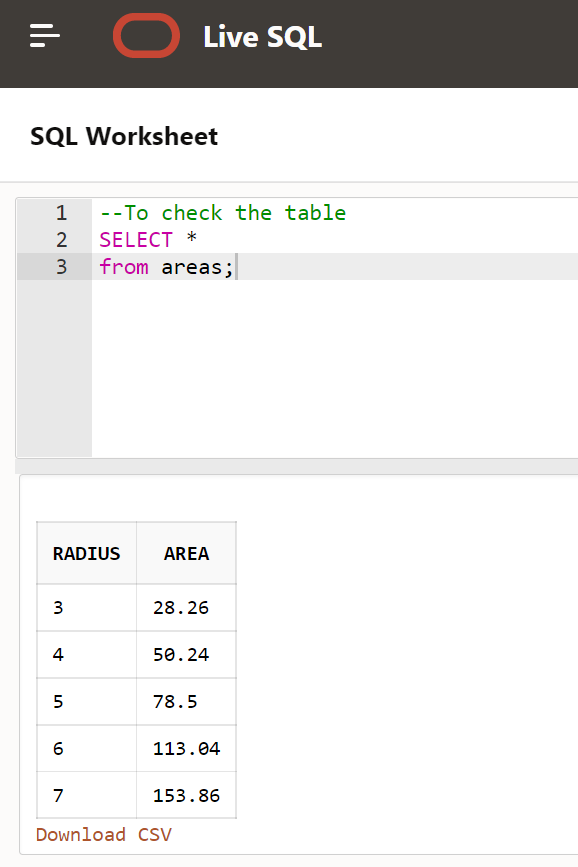 Live SQL
SQL Worksheet
1 --To check the table
2 SELECT *
3 from areas;
RADIUS AREA
3 28.26
4 50.24
5 78.5
6 113.04
7 153.86
Download CSV